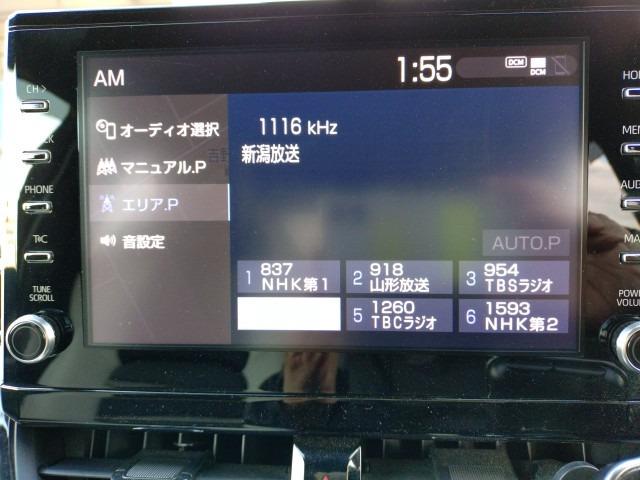 AM
1:55
DCM
DCM
オーディオ選択
マニュアル.P
エリア.P
音設定
1116 kHz
新潟放送
AUTO.P
1 837 NHK第1
2 918 山形放送
3 954 TBSラジオ
5 1260 TBCラジオ
6 1593 NHK第2
CH >
PHONE
TUNE
SCROLL
HO
MEN
AUD
MA
POWE
VOLUM